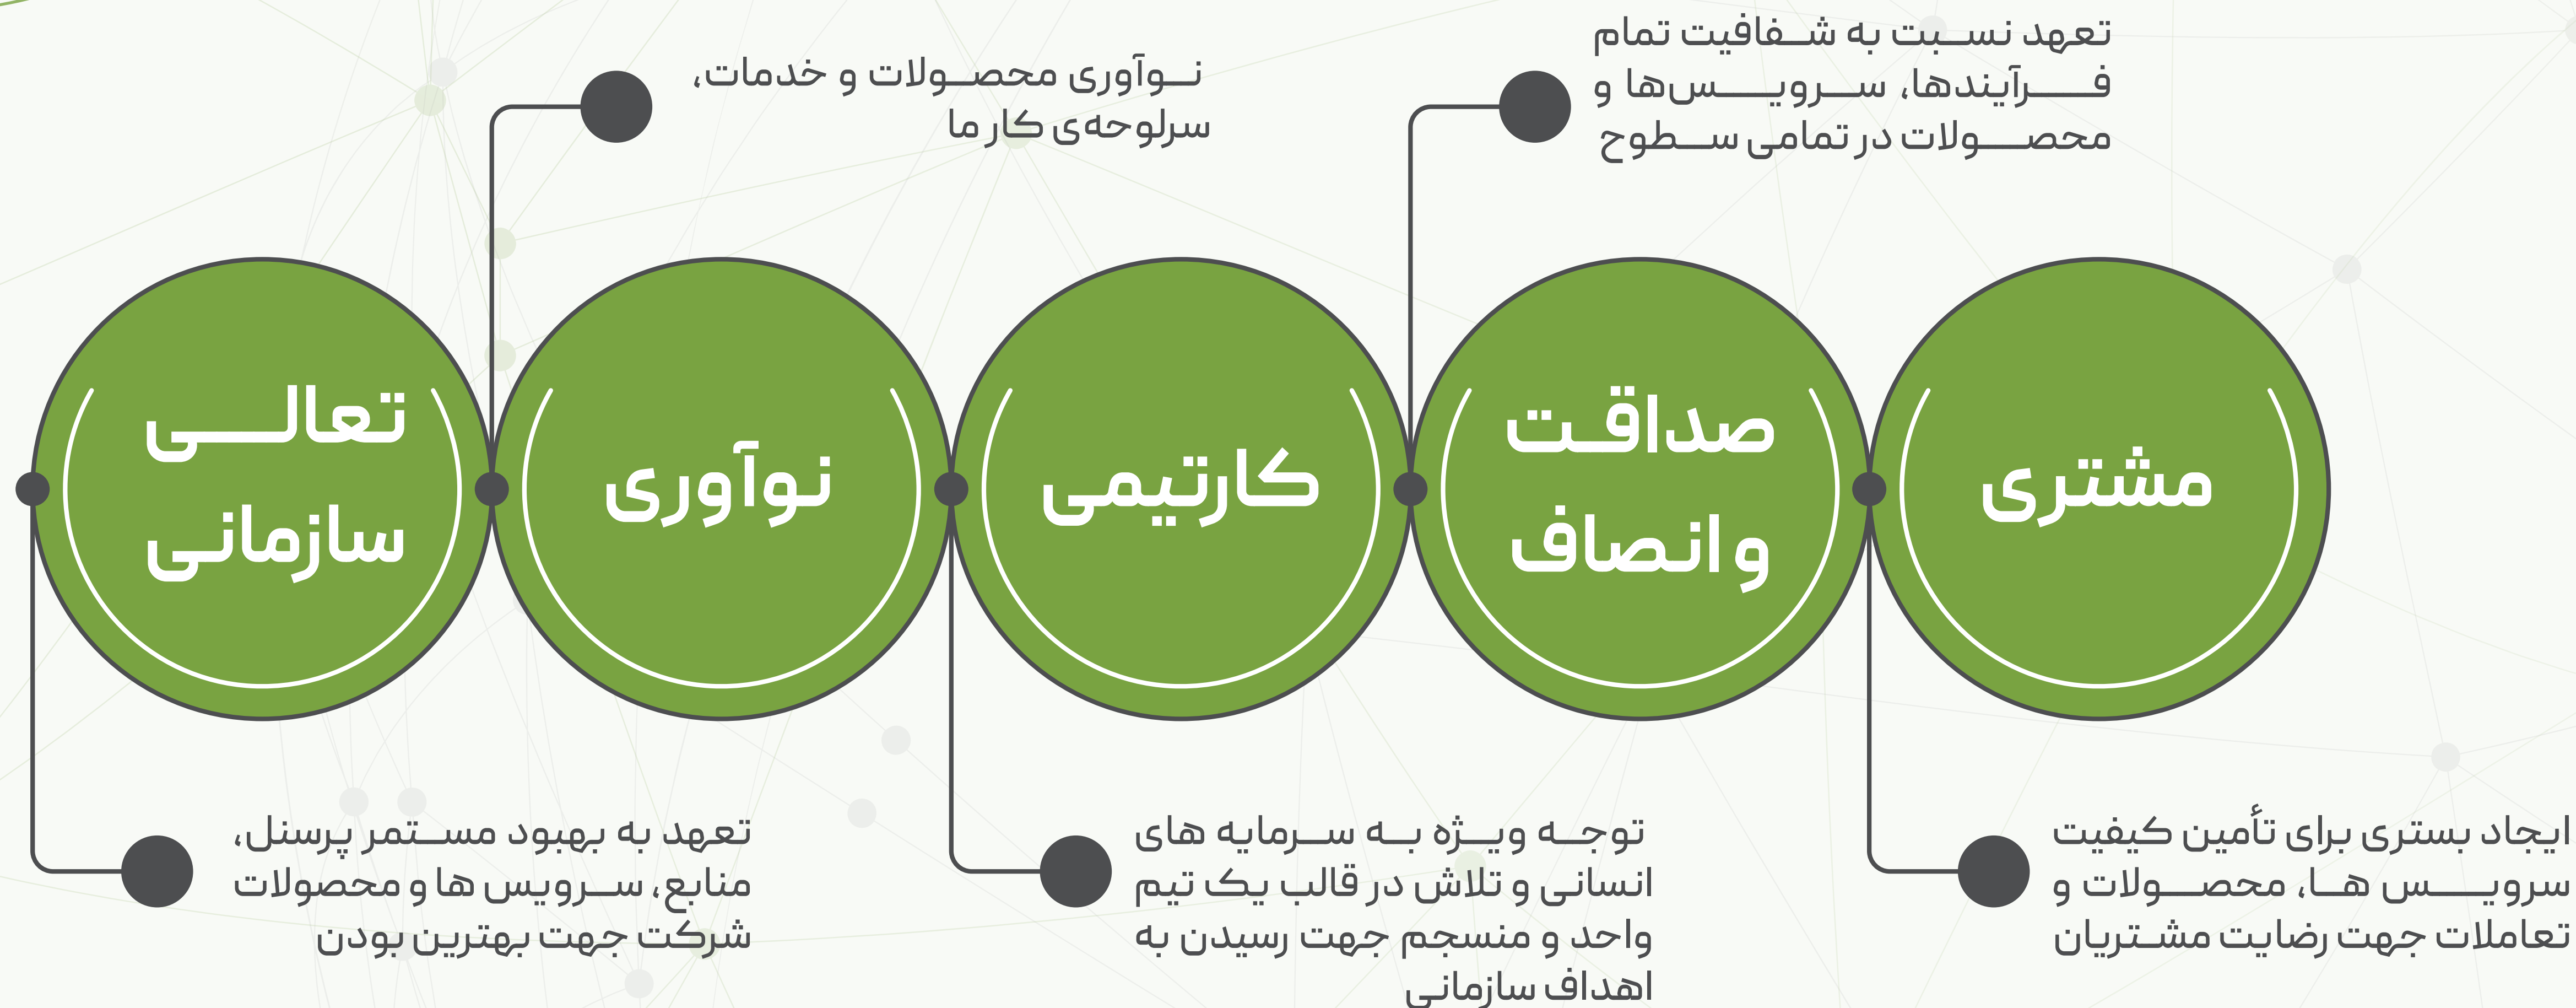 مشتری
ایجاد بستری برای تأمین کیفیت
سرویس ها، محصولات و
تعاملات جهت رضایت مشتریان
صداقت
و انصاف
تعهد نسبت به شفافیت تمام
فرآیندها، سرویس‌ها و
محصولات در تمامی سطوح
کارتیمی
توجه ویژه به سرمایه های
انسانی و تلاش در قالب یک تیم
واحد و منسجم جهت رسیدن به
اهداف سازمانی
نوآوری
نوآوری محصولات و خدمات،
سرلوحه‌ی کار ما
تعالی
سازمانی
تعهد به بهبود مستمر پرسنل،
منابع، سرویس ها و محصولات
شرکت جهت بهترین بودن